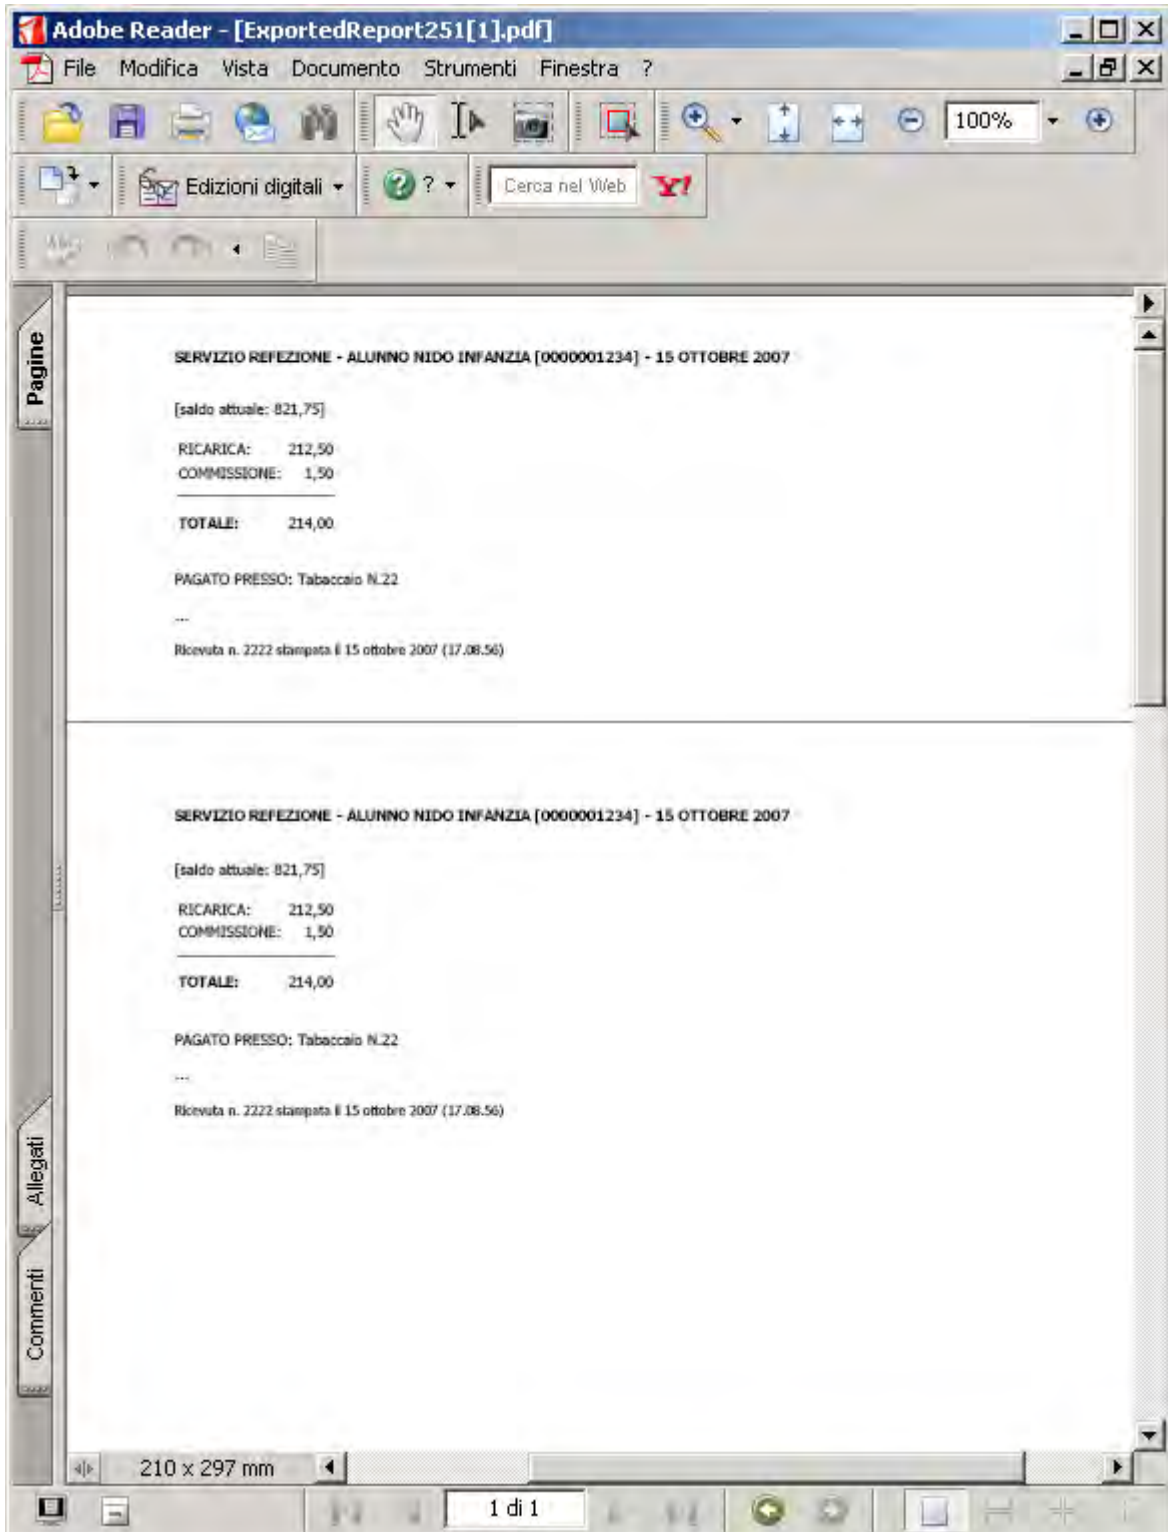 Adobe Reader - [ExportedReport251[1].pdf]
File Modifica Vista Documento Strumenti Finestra ?
100%
Edizioni digitali ? Cerca nel Web Y!
Pagine
SERVIZIO REFEZIONE - ALUNNO NIDO INFANZIA [0000001234] - 15 OTTOBRE 2007
[saldo attuale: 821,75]
RICARICA: 212,50
COMMISSIONE: 1,50
TOTALE: 214,00
PAGATO PRESSO: Tabaccaio N.22
...
Ricevuta n. 2222 stampata il 15 ottobre 2007 (17.08.56)
SERVIZIO REFEZIONE - ALUNNO NIDO INFANZIA [0000001234] - 15 OTTOBRE 2007
[saldo attuale: 821,75]
RICARICA: 212,50
COMMISSIONE: 1,50
TOTALE: 214,00
PAGATO PRESSO: Tabaccaio N.22
...
Ricevuta n. 2222 stampata il 15 ottobre 2007 (17.08.56)
Allegati
Commenti
210 x 297 mm
1 di 1